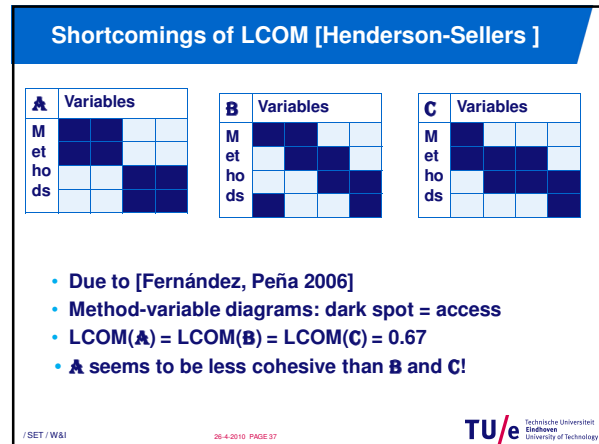 Shortcomings of LCOM [Henderson-Sellers ]
A Variables
M
et
ho
ds
B Variables
M
et
ho
ds
C Variables
M
et
ho
ds
• Due to [Fernández, Peña 2006]
• Method-variable diagrams: dark spot = access
• LCOM(A) = LCOM(B) = LCOM(C) = 0.67
• A seems to be less cohesive than B and C!
/ SET / W&I
26-4-2010 PAGE 37
TU/e Technische Universiteit
Eindhoven
University of Technology